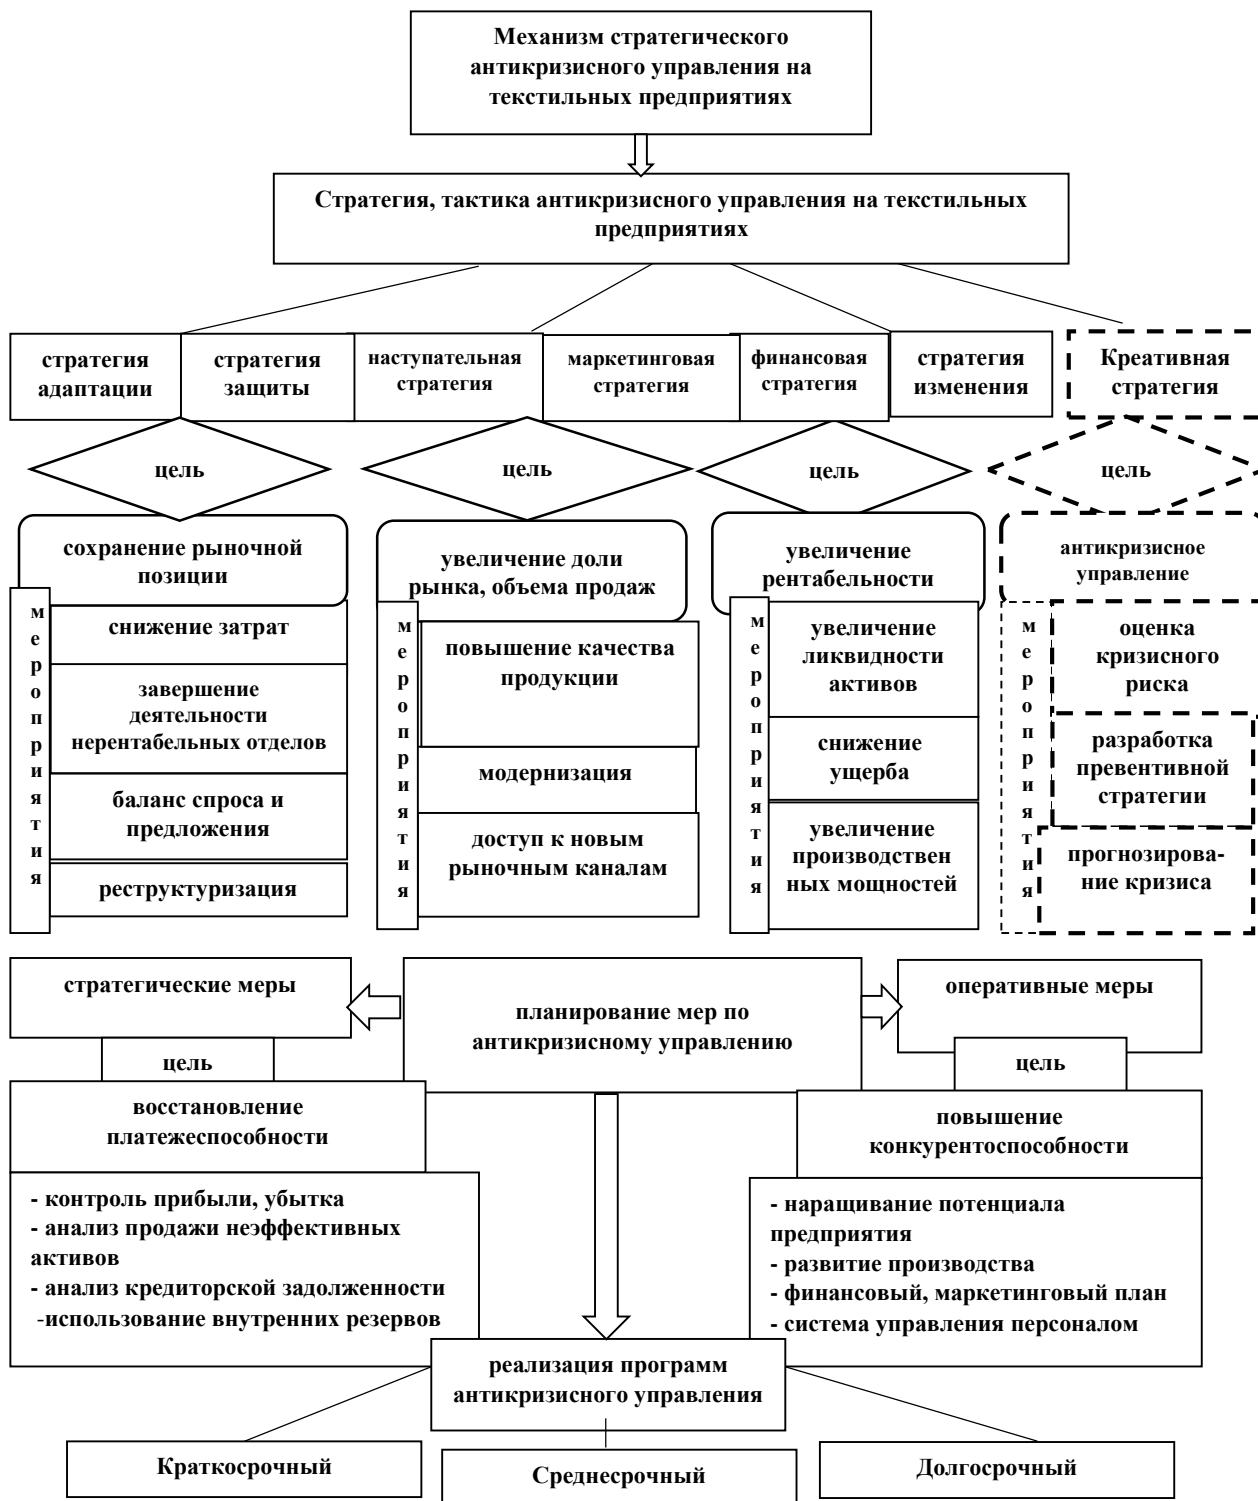 Механизм стратегического
антикризисного управления на
текстильных предприятиях
Стратегия, тактика антикризисного управления на текстильных
предприятиях
стратегия
адаптации
стратегия
защиты
наступательная
стратегия
маркетинговая
стратегия
финансовая
стратегия
стратегия
изменения
Креативная
стратегия
цель
цель
цель
цель
сохранение рыночной
позиции
мероприятия
снижение затрат
завершение
деятельности
нерентабельных отделов
баланс спроса и
предложения
реструктуризация
увеличение доли
рынка, объема продаж
мероприятия
повышение качества
продукции
модернизация
доступ к новым
рыночным каналам
увеличение
рентабельности
мероприятия
увеличение
ликвидности
активов
снижение
ущерба
увеличение
производствен
ных мощностей
антикризисное
управление
мероприятия
оценка
кризисного
риска
разработка
превентивной
стратегии
прогнозирова-
ние кризиса
стратегические меры
планирование мер по
антикризисному управлению
оперативные меры
цель
цель
восстановление
платежеспособности
повышение
конкурентоспособности
- контроль прибыли, убытка
- анализ продажи неэффективных
активов
- анализ кредиторской задолженности
-использование внутренних резервов
- наращивание потенциала
предприятия
- развитие производства
- финансовый, маркетинговый план
- система управления персоналом
реализация программ
антикризисного управления
Краткосрочный
Среднесрочный
Долгосрочный